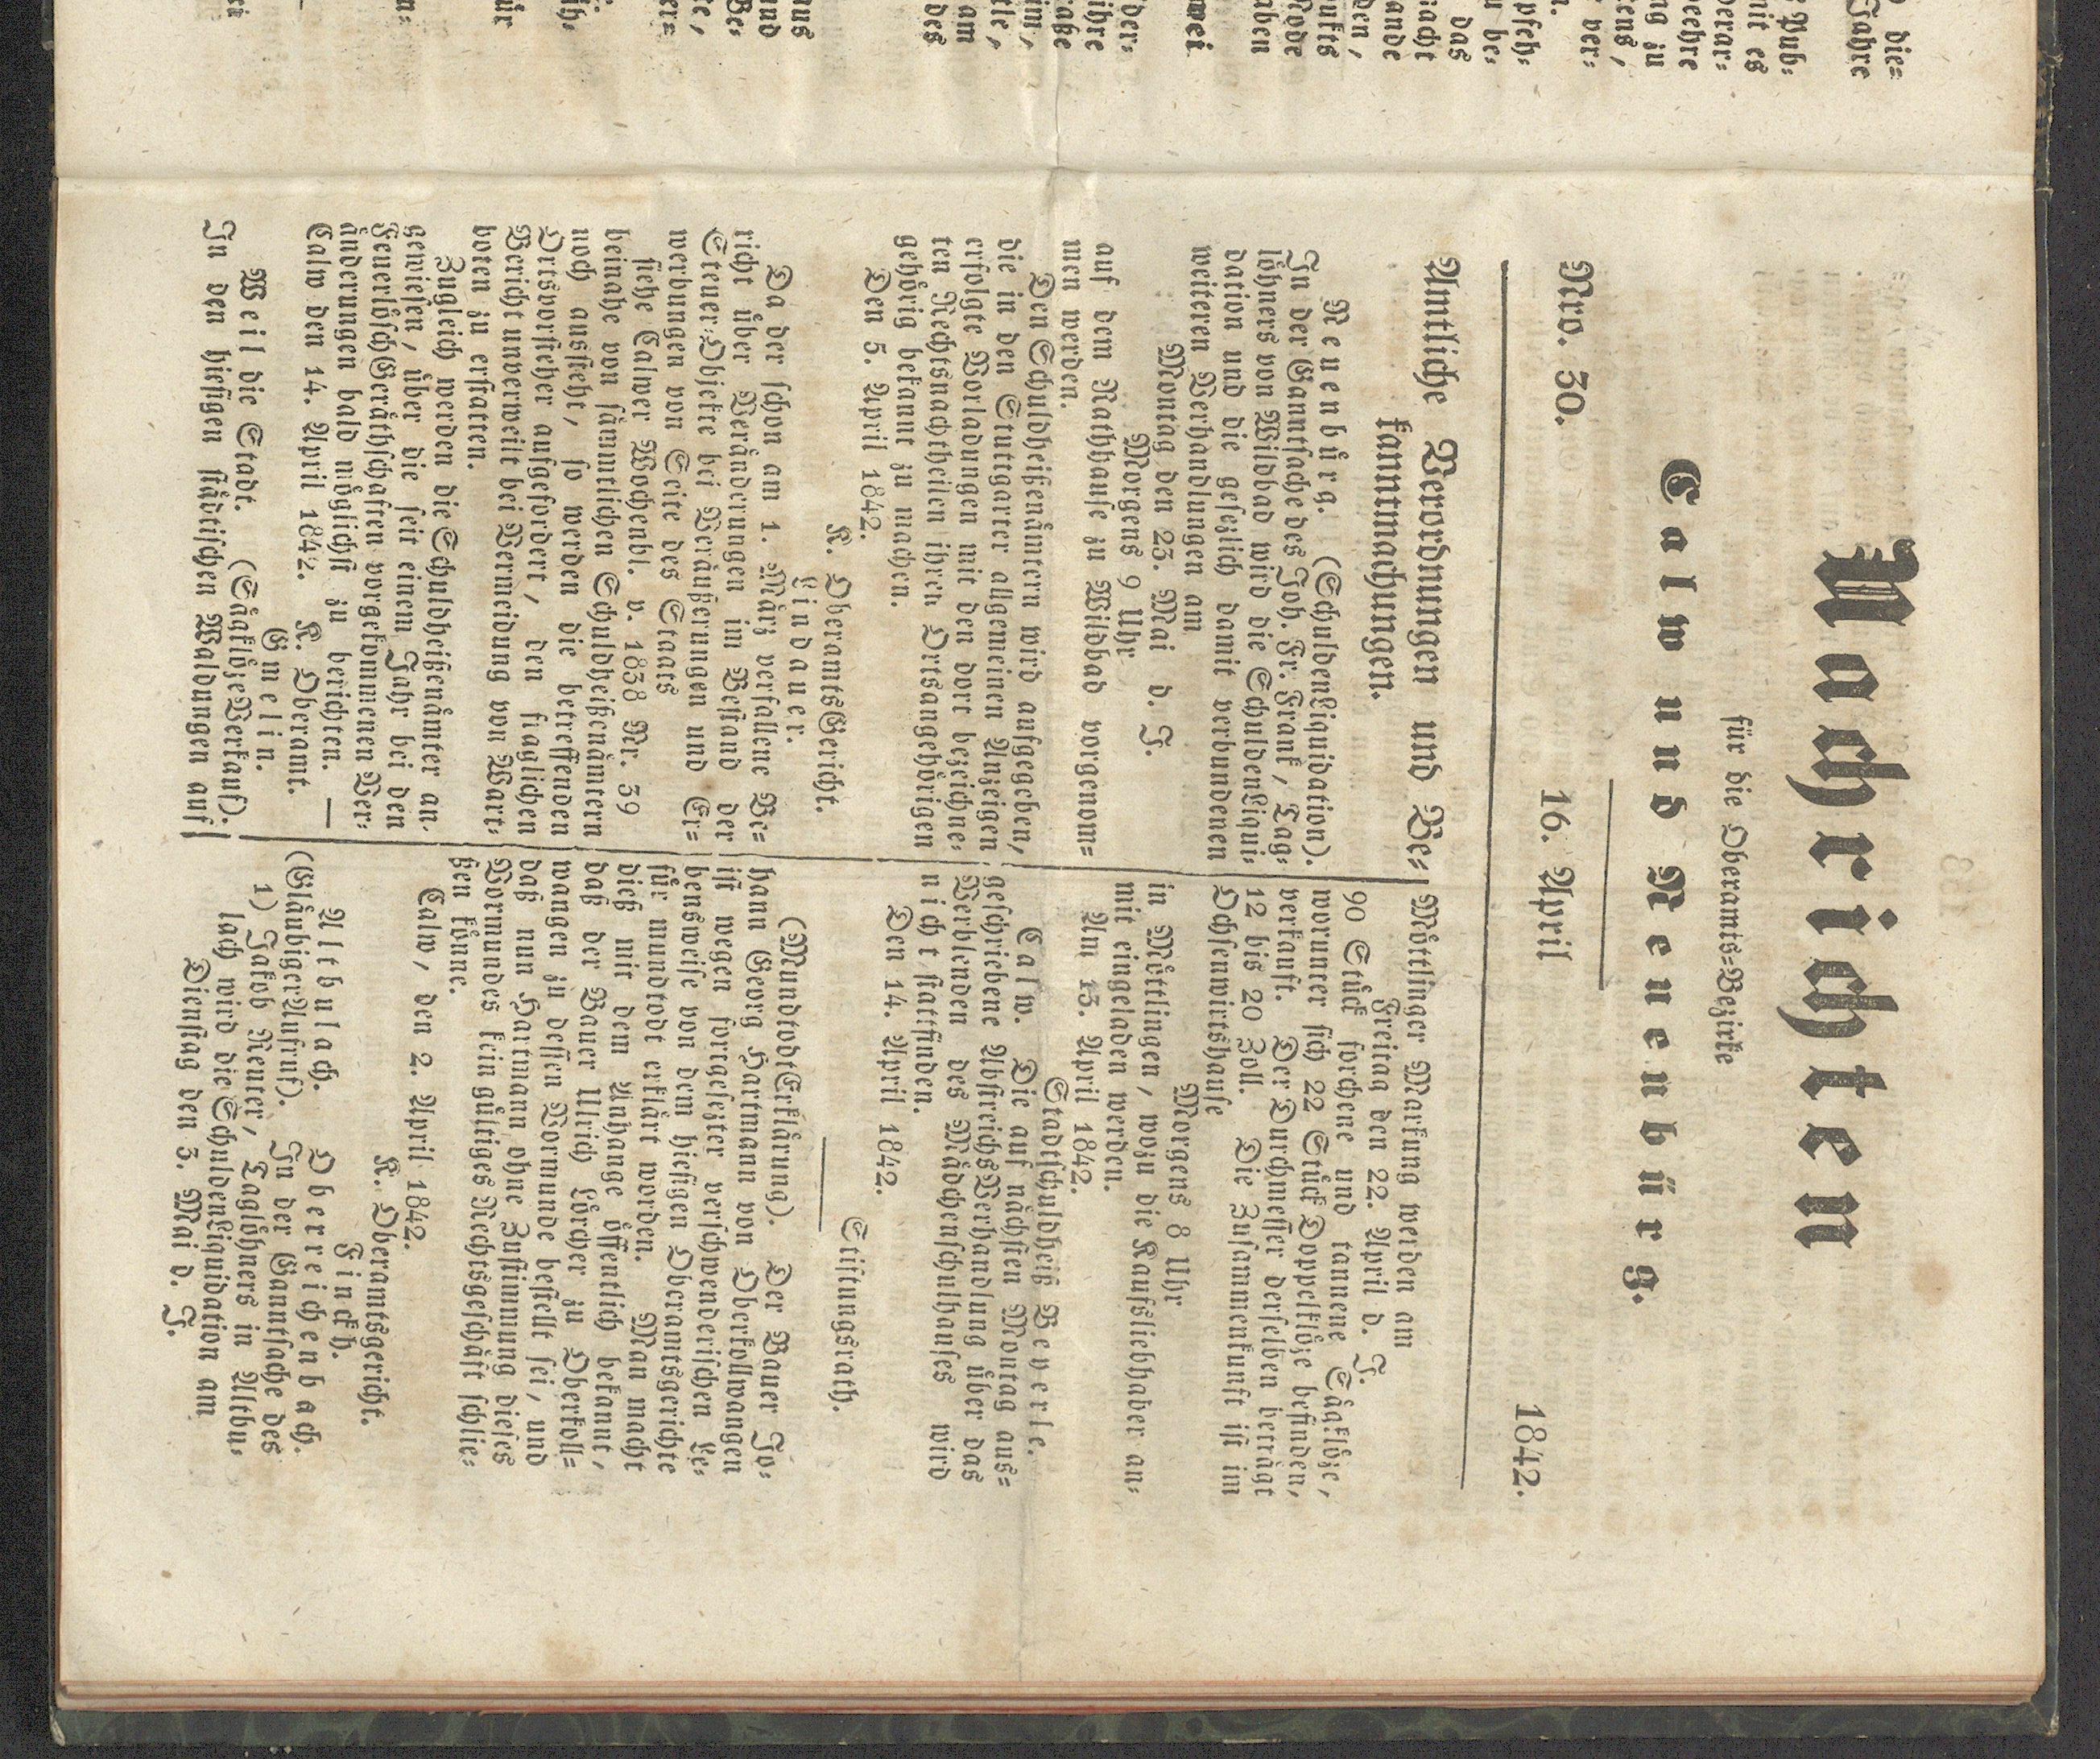 Nachrichten
für die Oberamts=Bezirke
Calw und Neuenbürg.
Nro. 30.
16. April
1842.
Amtliche Verordnungen und Be=
kanntmachungen.
Neuenbürg. (SchuldenLiquidation).
In der Ganntsache des Joh. Fr. Frank, Tag=
löhners von Wildbad wird die SchuldenLiqui=
dation und die gesezlich damit verbundenen
weiteren Verhandlungen am
Montag den 23. Mai d. J.
Morgens 9 Uhr
auf dem Rathhause zu Wildbad vorgenom=
men werden.
Den Schuldheißenämtern wird aufgegeben,
die in den Stuttgarter allgemeinen Anzeigen
erfolgte Vorladungen mit den dort bezeichne=
ten Rechtsnachtheilen ihren Ortsangehörigen
gehörig bekannt zu machen.
Den 5. April 1842.
K. OberamtsGericht.
Lindauer.
Da der schon am 1. März verfallene Be=
richt über Veränderungen im Bestand der
Steuer=Objekte bei Veräußerungen und Er=
werbungen von Seite des Staats
siehe Calwer Wochenbl. v. 1838 Nr. 39
beinahe von sämmtlichen Schuldheißenämtern
noch aussteht, so werden die betreffenden
Ortsvorsteher aufgefordert, den fraglichen
Bericht unverweilt bei Vermeidung von Wart=
boten zu erstatten.
Zugleich werden die Schuldheißenämter an=
gewiesen, über die seit einem Jahr bei den
FeuerlöschGeräthschaften vorgekommenen Ver=
änderungen bald möglichst zu berichten.
Calw den 14. April 1842. K. Oberamt.
Gmelin.
Weil die Stadt. (SägklözeVerkauf).
In den hiesigen städtischen Waldungen auf
Möttlinger Markung werden am
Freitag den 22. April d. J.
90 Stück forchene und tannene Sägklöze,
worunter sich 22 Stück Doppelklöze befinden,
verkauft. Der Durchmesser derselben beträgt
12 bis 20 Zoll. Die Zusammenkunft ist im
Ochsenwirthshause
Morgens 8 Uhr
in Möttlingen, wozu die Kaufsliebhaber an=
mit eingeladen werden.
Am 13. April 1842.
Stadtschuldheiß Beyerle.
Calw. Die auf nächsten Montag aus=
geschriebene AbstreichsVerhandlung über das
Verblenden des Mädchenschulhauses wird
nicht stattfinden.
Den 14. April 1842.
Stiftungsrath.
(MundtodtErklärung). Der Bauer Jo=
hann Georg Hartmann von Oberkollwangen
ist wegen fortgesezter verschwenderischen Le=
bensweise von dem hiesigen Oberamtsgerichte
für mundtodt erklärt worden. Man macht
dieß mit dem Anhange öffentlich bekannt,
daß der Bauer Ulrich Lörcher zu Oberkoll=
wangen zu dessen Vormunde bestellt sei, und
daß nun Hartmann ohne Zustimmung dieses
Vormundes kein gültiges Rechtsgeschäft schlie=
ßen könne.
Calw, den 2. April 1842.
K. Oberamtsgericht.
Finckh.
Altbulach. Oberreichenbach.
(GläubigerAufruf). In der Ganntsache des
1) Jakob Reuter, Taglöhners in Altbu=
lach wird die SchuldenLiquidation am
Dienstag den 3. Mai d. J.